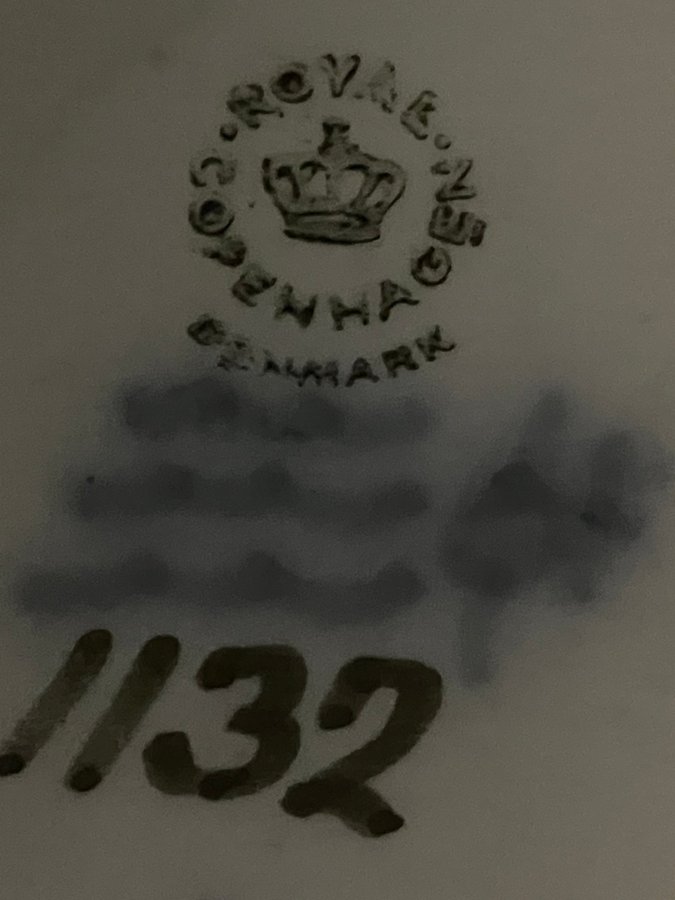 ROYAL · COPENHAGEN ·
DENMARK
1132